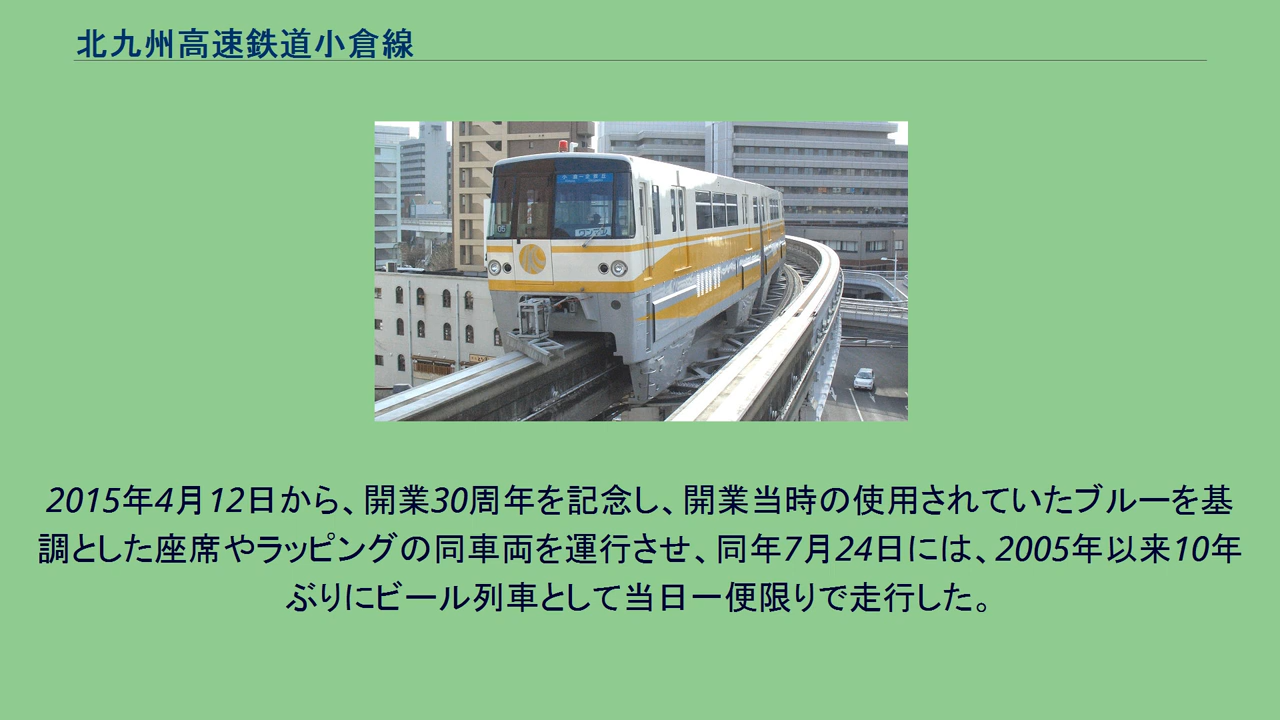 北九州高速鉄道小倉線
05
ワンマン
2015年4月12日から、開業30周年を記念し、開業当時の使用されていたブルーを基
調とした座席やラッピングの同車両を運行させ、同年7月24日には、2005年以来10年
ぶりにビール列車として当日一便限りで走行した。